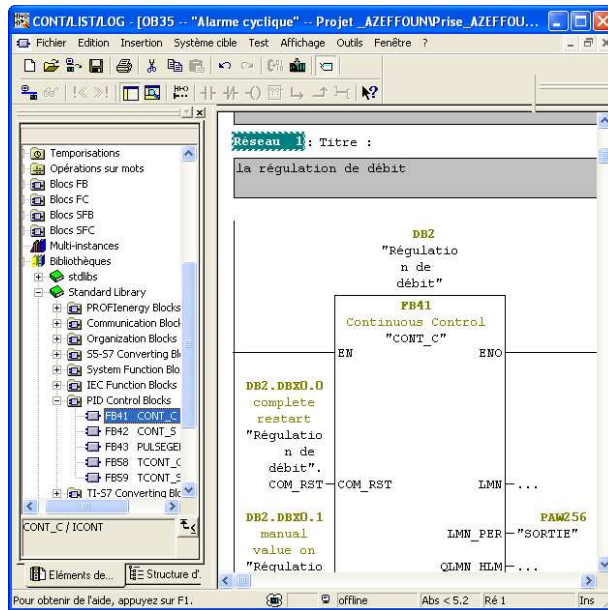 CONT/LIST/LOG - [OB35 -- "Alarme cyclique" -- Projet _AZEFFOUN\Prise_AZEFFOU...
Fichier Edition Insertion Système cible Test Affichage Outils Fenêtre ?
Temporisations
Opérations sur mots
Blocs FB
Blocs FC
Blocs SFB
Blocs SFC
Multi-instances
Bibliothèques
stdlibs
Standard Library
PROFIenergy Blocks
Communication Block
Organization Blocks
S5-S7 Converting Bl
System Function Blo
IEC Function Blocks
PID Control Blocks
FB41 CONT_C
FB42 CONT_S
FB43 PULSEGE
FB58 TCONT_C
FB59 TCONT_S
TI-S7 Converting Blc
CONT_C / ICONT
Eléments de...
Structure d'.
Réseau 1 : Titre :
la régulation de débit
DB2
"Régulatio
n de
débit"
FB41
Continuous Control
"CONT_C"
EN ENO
DB2.DBX0.0
complete
restart
"Régulatio
n de
débit".
COM_RST COM_RST LMN ...
DB2.DBX0.1
manual
value on
"Régulatio
PAW256
LMN_PER "SORTIE"
QLMN_HLM ...
Pour obtenir de l'aide, appuyez sur F1. offline Abs < 5.2 Ré 1 Ins